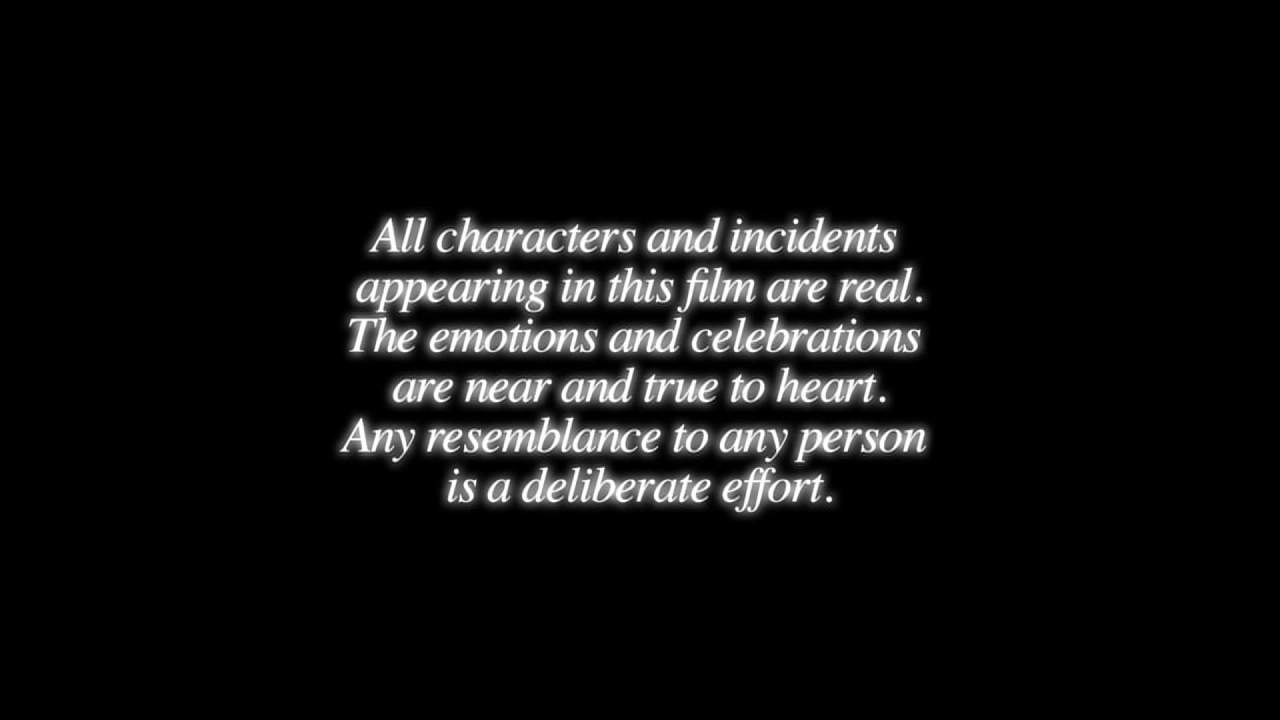 All characters and incidents
appearing in this film are real.
The emotions and celebrations
are near and true to heart.
Any resemblance to any person
is a deliberate effort.